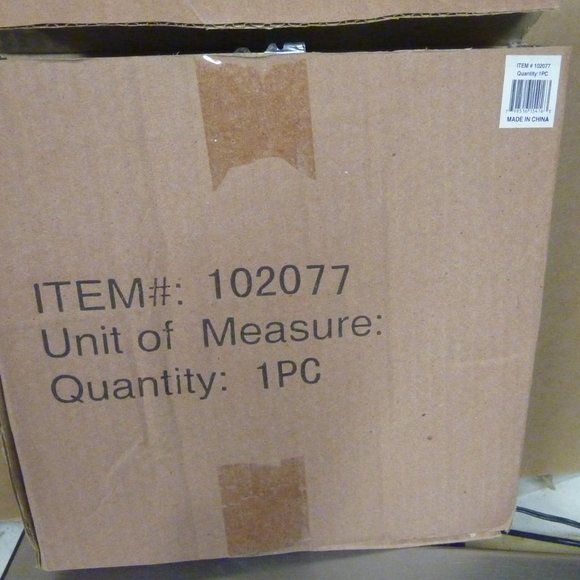 ITEM # 102077
Quantity 1PC
MADE IN CHINA
ITEM#: 102077
Unit of Measure:
Quantity: 1PC